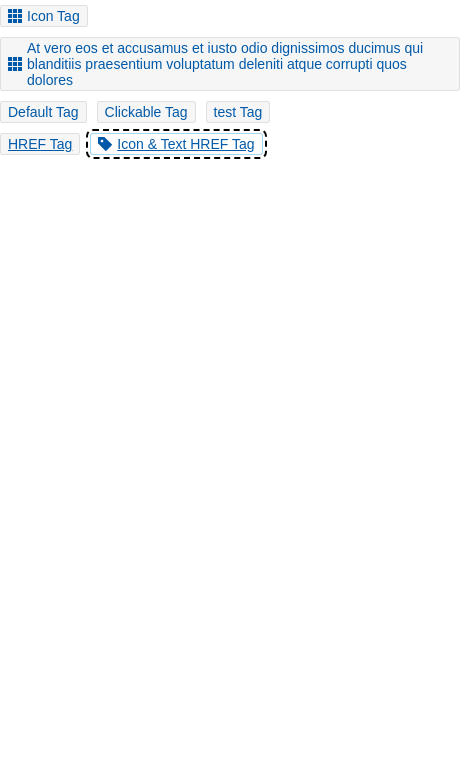 Icon Tag
At vero eos et accusamus et iusto odio dignissimos ducimus qui
blanditiis praesentium voluptatum deleniti atque corrupti quos
dolores
Default Tag Clickable Tag test Tag
HREF Tag Icon & Text HREF Tag